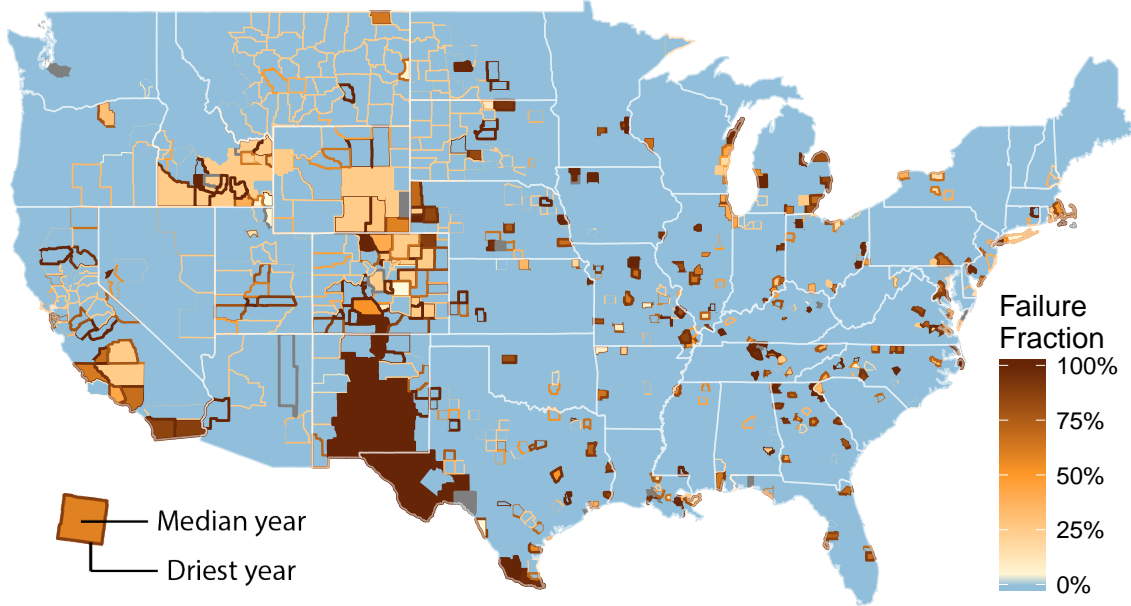 Failure
Fraction
100%
75%
50%
25%
0%
Median year
Driest year